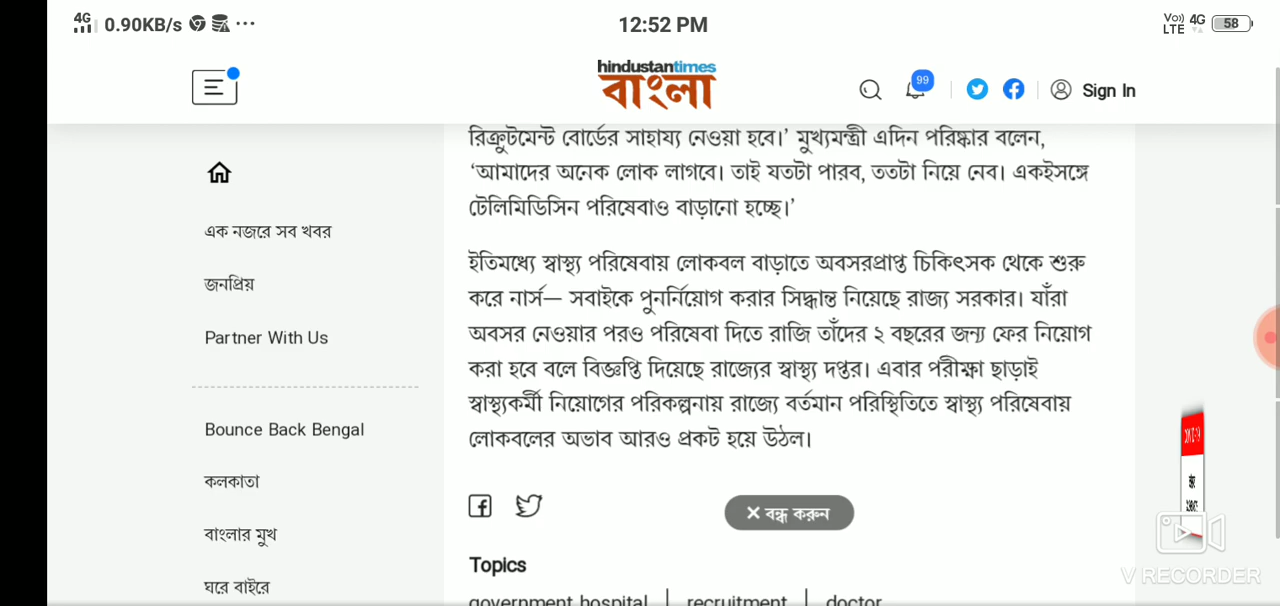 4G 0.90KB/s ...
12:52 PM
Vo) LTE 4G 58
hindustantimes
বাংলা
99
Sign In
রিক্রুটমেন্ট বোর্ডের সাহায্য নেওয়া হবে।’ মুখ্যমন্ত্রী এদিন পরিষ্কার বলেন,
‘আমাদের অনেক লোক লাগবে। তাই যতটা পারব, ততটা নিয়ে নেব। একইসঙ্গে
টেলিমিডিসিন পরিষেবাও বাড়ানো হচ্ছে।’
ইতিমধ্যে স্বাস্থ্য পরিষেবায় লোকবল বাড়াতে অবসরপ্রাপ্ত চিকিৎসক থেকে শুরু
করে নার্স— সবাইকে পুনর্নিয়োগ করার সিদ্ধান্ত নিয়েছে রাজ্য সরকার। যাঁরা
অবসর নেওয়ার পরও পরিষেবা দিতে রাজি তাঁদের ২ বছরের জন্য ফের নিয়োগ
করা হবে বলে বিজ্ঞপ্তি দিয়েছে রাজ্যের স্বাস্থ্য দপ্তর। এবার পরীক্ষা ছাড়াই
স্বাস্থ্যকর্মী নিয়োগের পরিকল্পনায় রাজ্যে বর্তমান পরিস্থিতিতে স্বাস্থ্য পরিষেবায়
লোকবলের অভাব আরও প্রকট হয়ে উঠল।
এক নজরে সব খবর
জনপ্রিয়
Partner With Us
Bounce Back Bengal
কলকাতা
বাংলার মুখ
ঘরে বাইরে
✕ বন্ধ করুন
Topics
government hospital | recruitment | doctor
V RECORDER